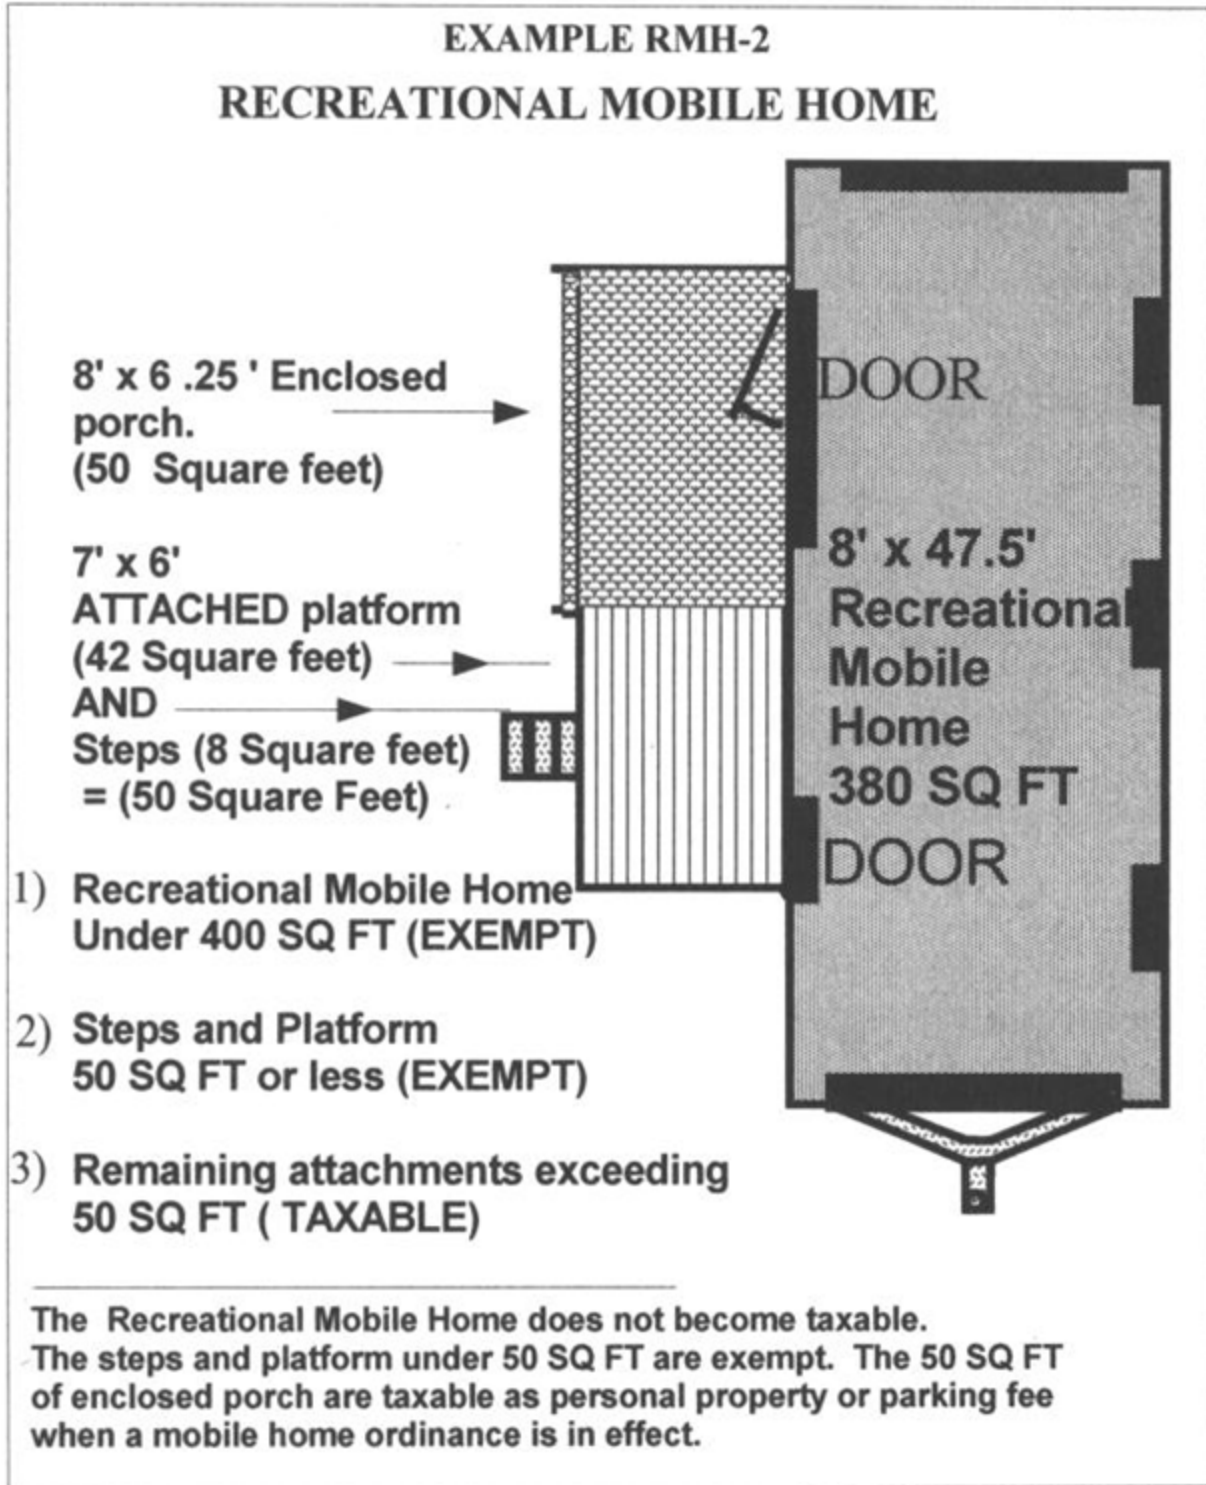 EXAMPLE RMH-2
RECREATIONAL MOBILE HOME
8' x 6 .25 ' Enclosed
porch.
(50 Square feet)
7' x 6'
ATTACHED platform
(42 Square feet)
AND
Steps (8 Square feet)
= (50 Square Feet)
DOOR
8' x 47.5'
Recreational
Mobile
Home
380 SQ FT
DOOR
1) Recreational Mobile Home
Under 400 SQ FT (EXEMPT)
2) Steps and Platform
50 SQ FT or less (EXEMPT)
3) Remaining attachments exceeding
50 SQ FT ( TAXABLE)
The Recreational Mobile Home does not become taxable.
The steps and platform under 50 SQ FT are exempt. The 50 SQ FT
of enclosed porch are taxable as personal property or parking fee
when a mobile home ordinance is in effect.